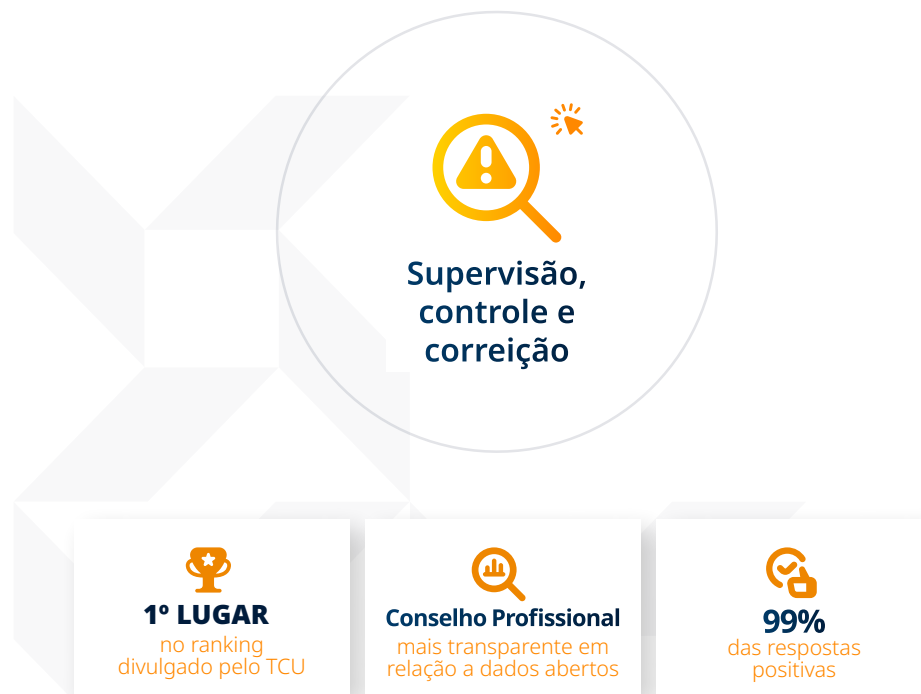 Supervisão,
controle e
correição
1º LUGAR
no ranking
divulgado pelo TCU
Conselho Profissional
mais transparente em
relação a dados abertos
99%
das respostas
positivas